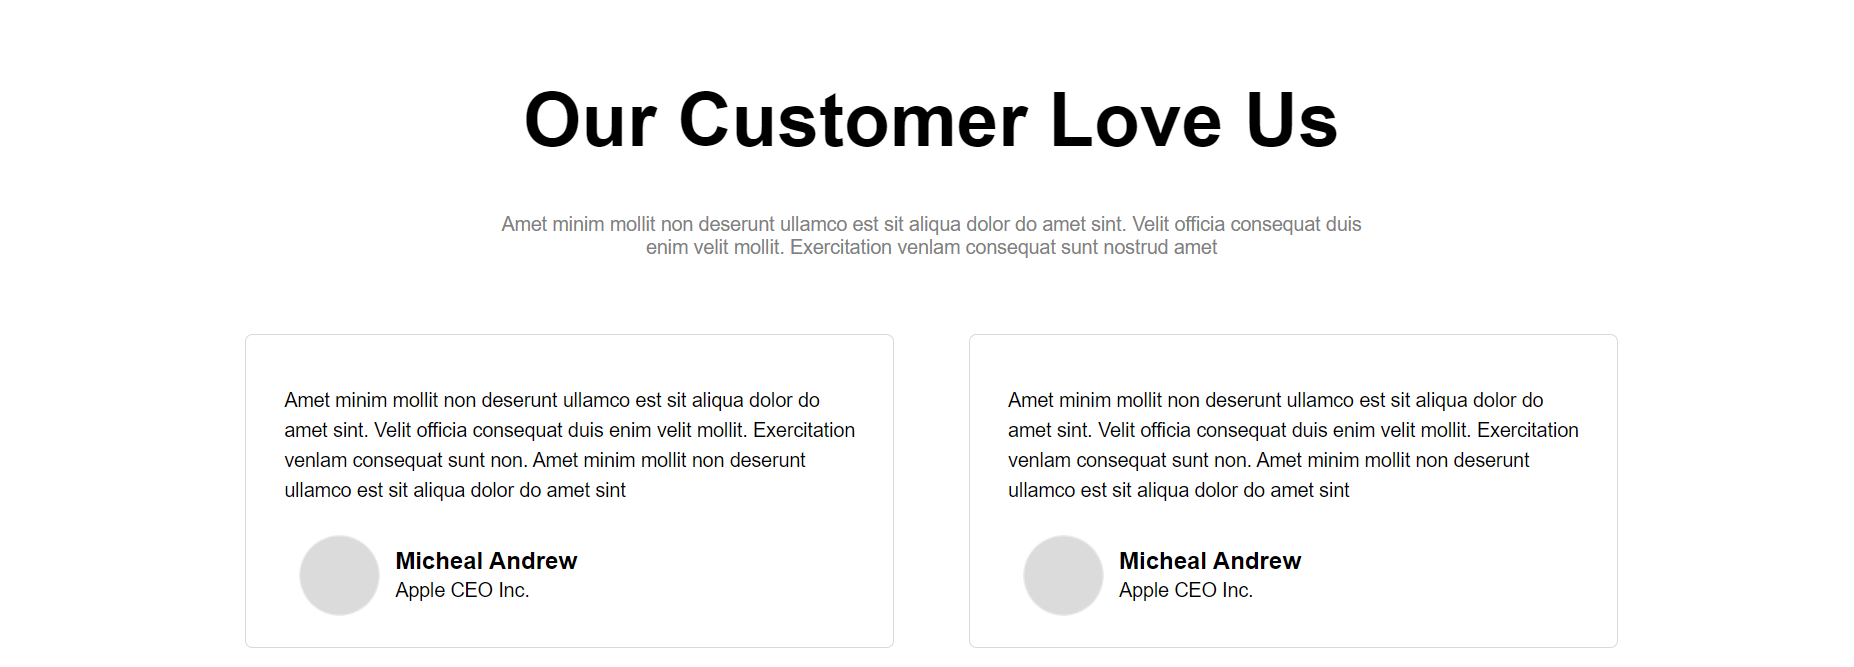 Our Customer Love Us
Amet minim mollit non deserunt ullamco est sit aliqua dolor do amet sint. Velit officia consequat duis
enim velit mollit. Exercitation venlam consequat sunt nostrud amet
Amet minim mollit non deserunt ullamco est sit aliqua dolor do
amet sint. Velit officia consequat duis enim velit mollit. Exercitation
venlam consequat sunt non. Amet minim mollit non deserunt
ullamco est sit aliqua dolor do amet sint
Micheal Andrew
Apple CEO Inc.
Amet minim mollit non deserunt ullamco est sit aliqua dolor do
amet sint. Velit officia consequat duis enim velit mollit. Exercitation
venlam consequat sunt non. Amet minim mollit non deserunt
ullamco est sit aliqua dolor do amet sint
Micheal Andrew
Apple CEO Inc.